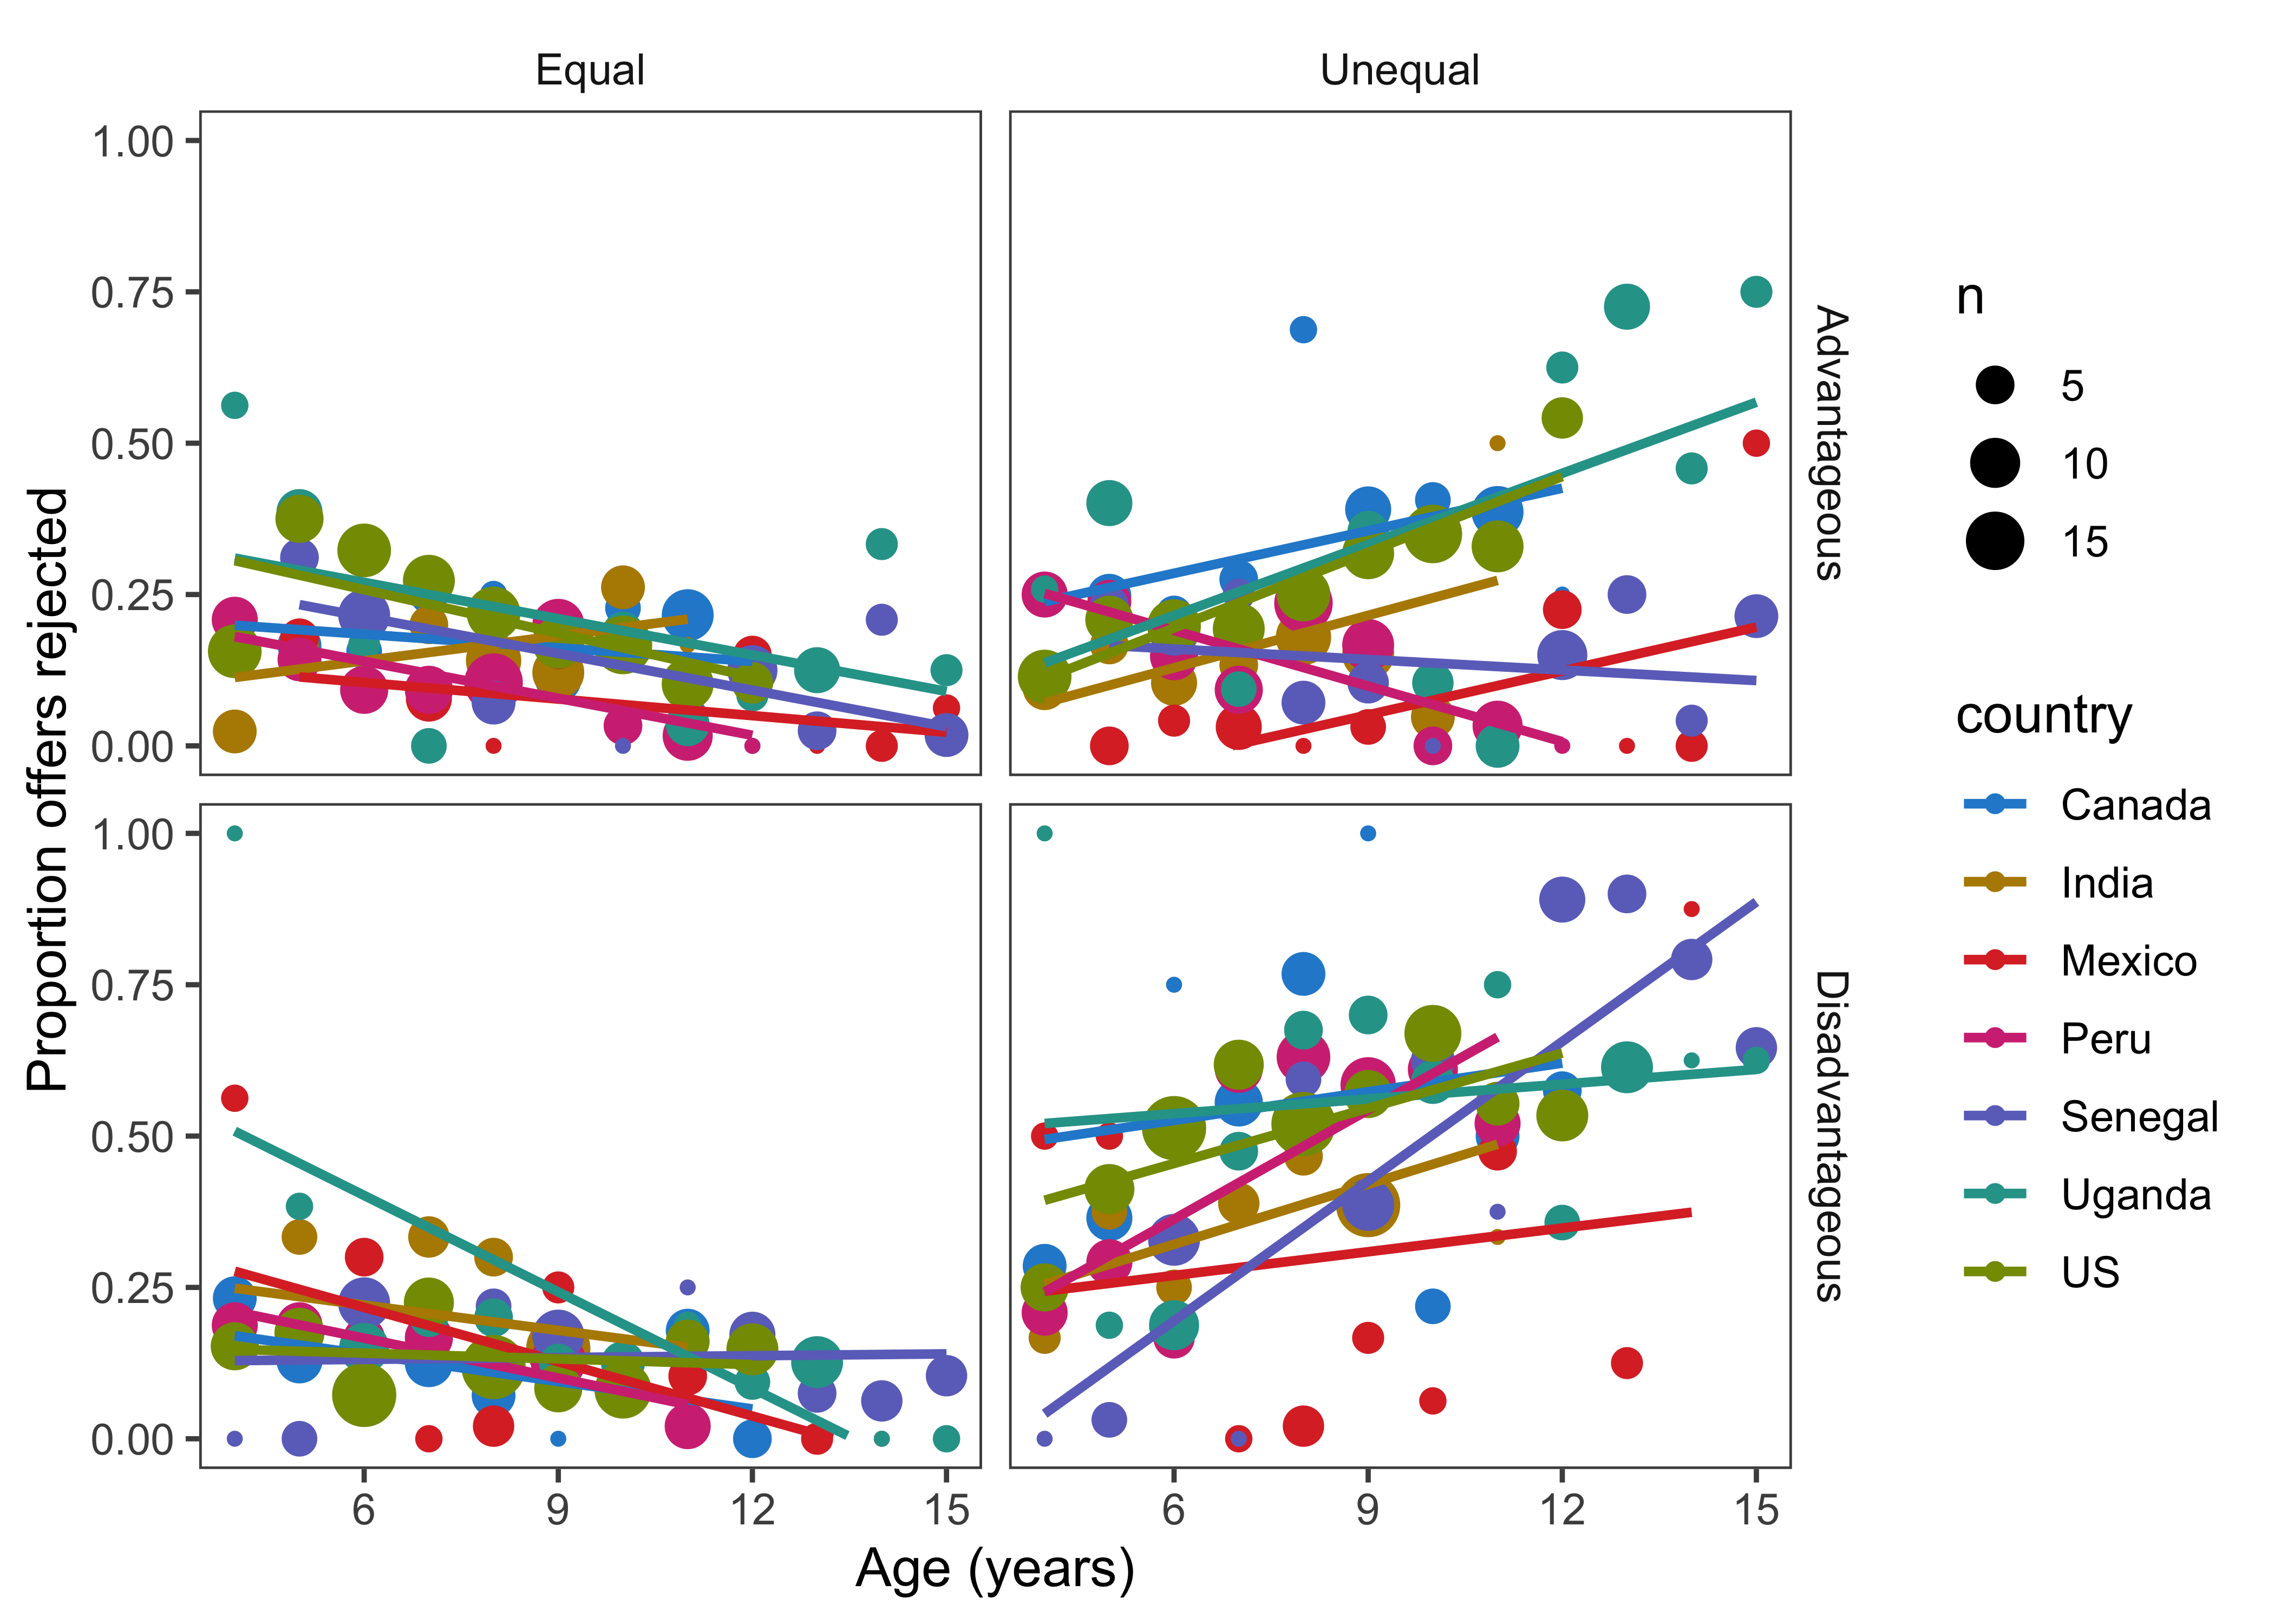 Equal
Unequal
1.00
0.75
0.50
0.25
0.00
Advantageous
1.00
0.75
0.50
0.25
0.00
Disadvantageous
Proportion offers rejected
6 9 12 15
6 9 12 15
Age (years)
n
5
10
15
country
Canada
India
Mexico
Peru
Senegal
Uganda
US